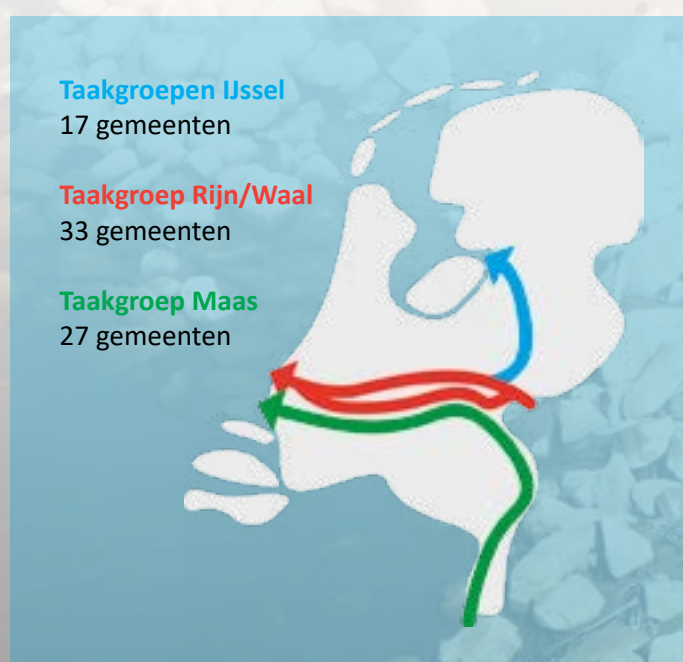 Taakgroepen IJssel
17 gemeenten
Taakgroep Rijn/Waal
33 gemeenten
Taakgroep Maas
27 gemeenten